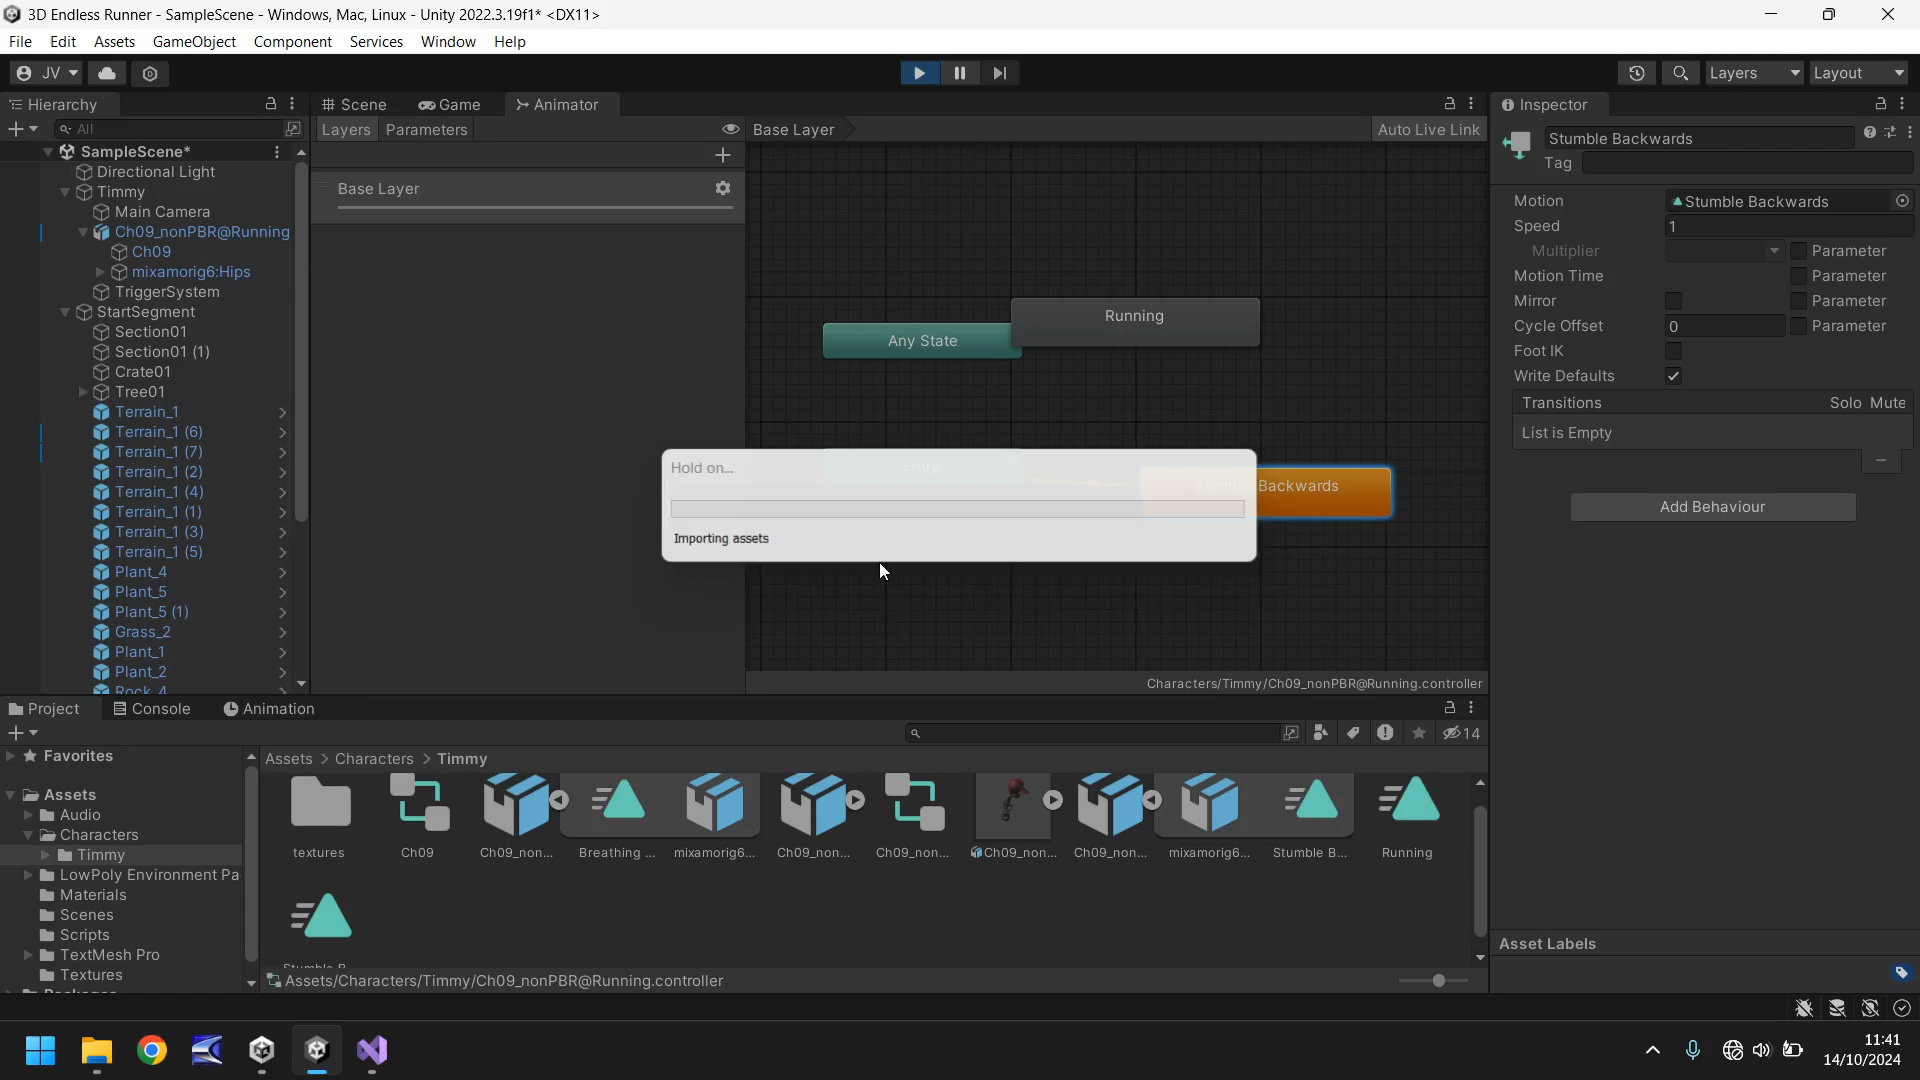 3D Endless Runner - SampleScene - Windows, Mac, Linux - Unity 2022.3.19f1* <DX11>
File Edit Assets GameObject Component Services Window Help
JV Layers Layout
Hierarchy Scene Game Animator Inspector
All Layers Parameters Base Layer Auto Live Link Stumble Backwards
SampleScene*
Tag
Directional Light
Timmy Base Layer
Main Camera
Motion Stumble Backwards
Ch09_nonPBR@Running
Speed 1
Ch09
Multiplier Parameter
mixamorig6:Hips
Motion Time Parameter
TriggerSystem
Mirror Parameter
StartSegment Running
Cycle Offset 0 Parameter
Section01
Any State
Section01 (1)
Foot IK
Crate01
Write Defaults
Tree01
Transitions Solo Mute
Terrain_1
List is Empty
Terrain_1 (6)
Terrain_1 (7)
Hold on... Entry
Terrain_1 (2)
Backwards
Terrain_1 (4)
Add Behaviour
Terrain_1 (1)
Terrain_1 (3)
Importing assets
Terrain_1 (5)
Plant_4
Plant_5
Plant_5 (1)
Grass_2
Plant_1
Plant_2
Rock_4
Characters/Timmy/Ch09_nonPBR@Running.controller
Project Console Animation
14
Favorites Assets > Characters > Timmy
Assets
Audio
Characters
Timmy
textures Ch09 Ch09_non... Breathing ... mixamorig6... Ch09_non... Ch09_non... Ch09_non... Ch09_non... mixamorig6... Stumble B... Running
LowPoly Environment Pa
Materials
Scenes
Scripts
TextMesh Pro
Textures
Stumble B...
Assets/Characters/Timmy/Ch09_nonPBR@Running.controller
Packages
Asset Labels
11:41
14/10/2024